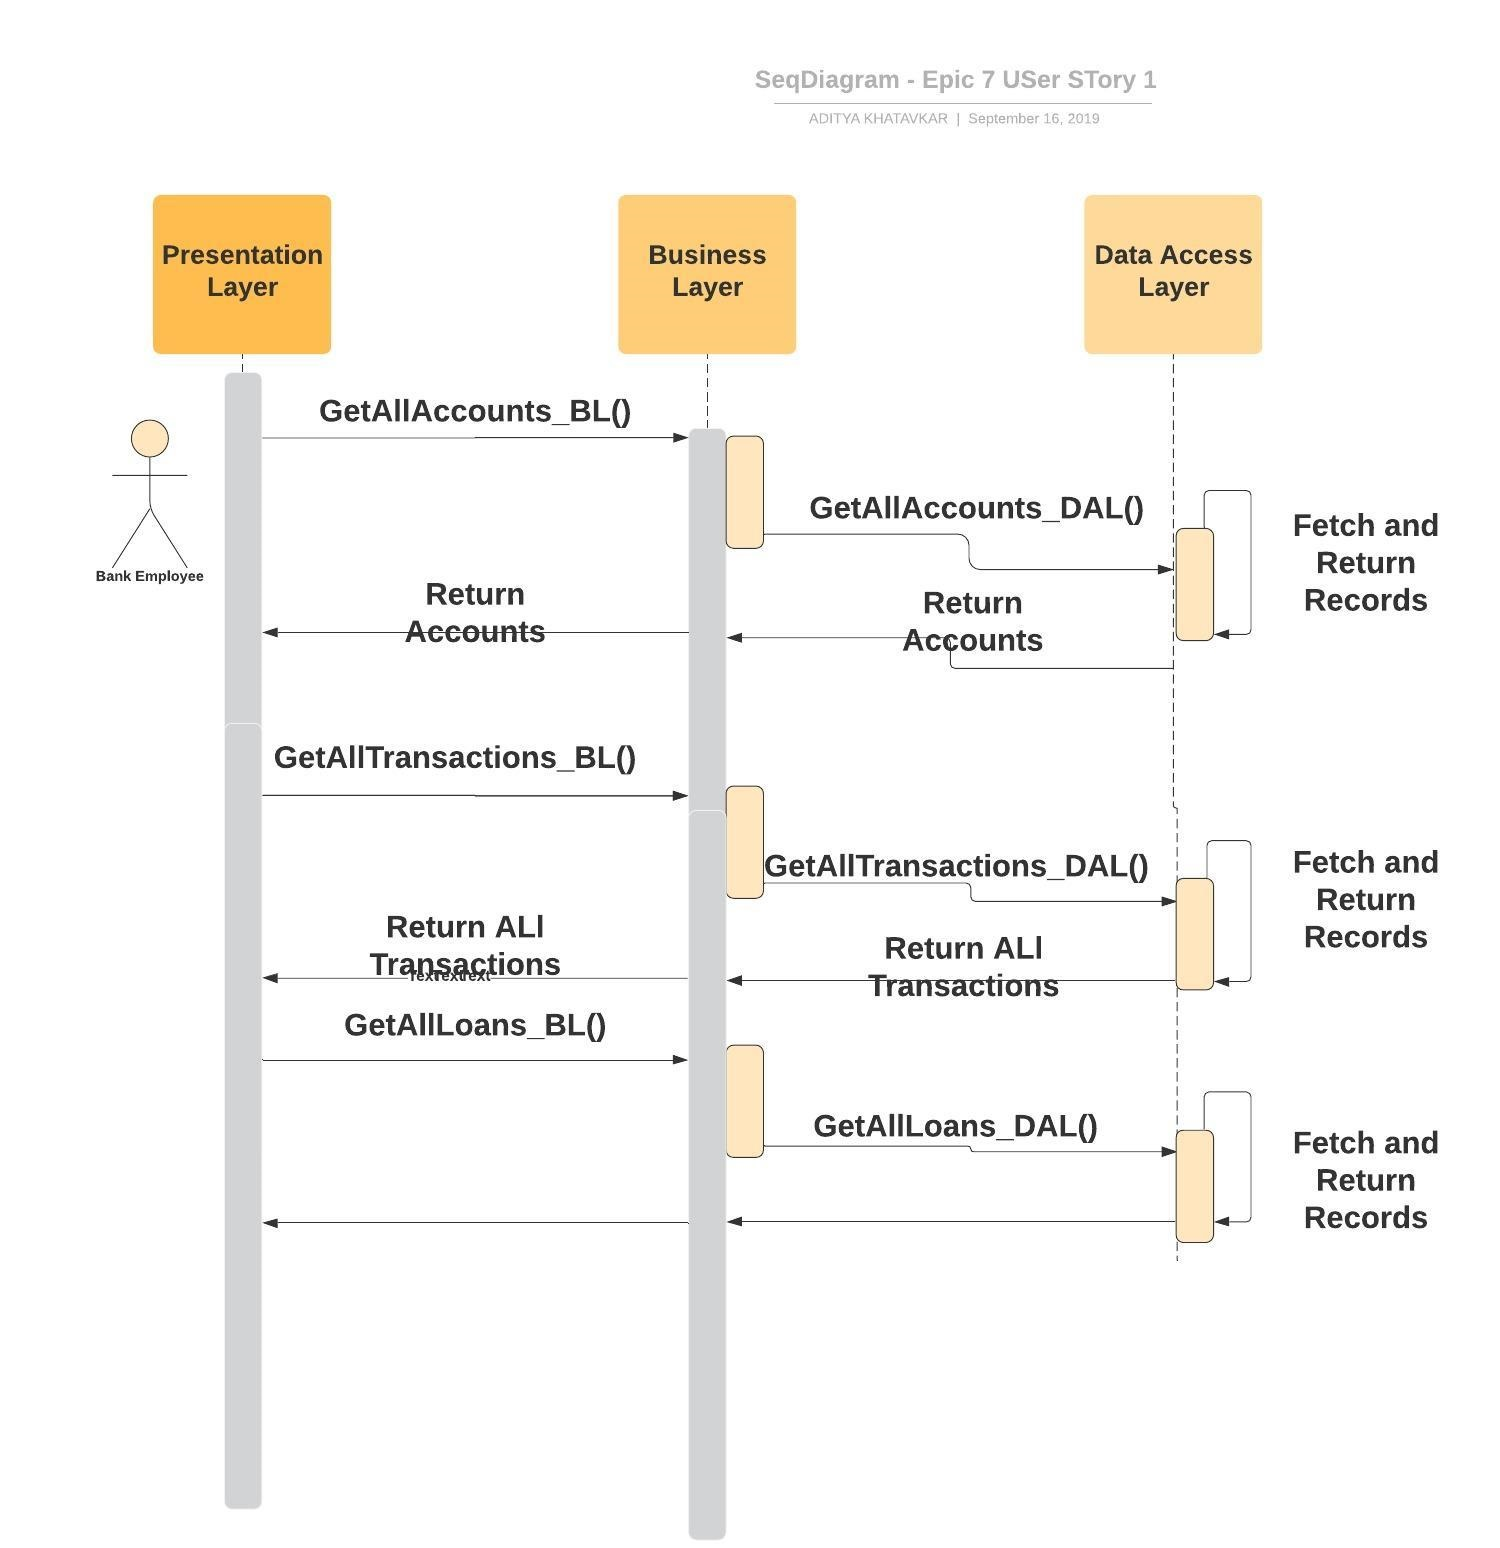 SeqDiagram - Epic 7 USer STory 1
ADITYA KHATAVKAR | September 16, 2019
Presentation
Layer
Business
Layer
Data Access
Layer
GetAllAccounts_BL()
Bank Employee
GetAllAccounts_DAL()
Fetch and
Return
Records
Return
Accounts
Return
Accounts
GetAllTransactions_BL()
GetAllTransactions_DAL()
Fetch and
Return
Records
Return ALl
Transactions
TextTextText
Return ALl
Transactions
GetAllLoans_BL()
GetAllLoans_DAL()
Fetch and
Return
Records